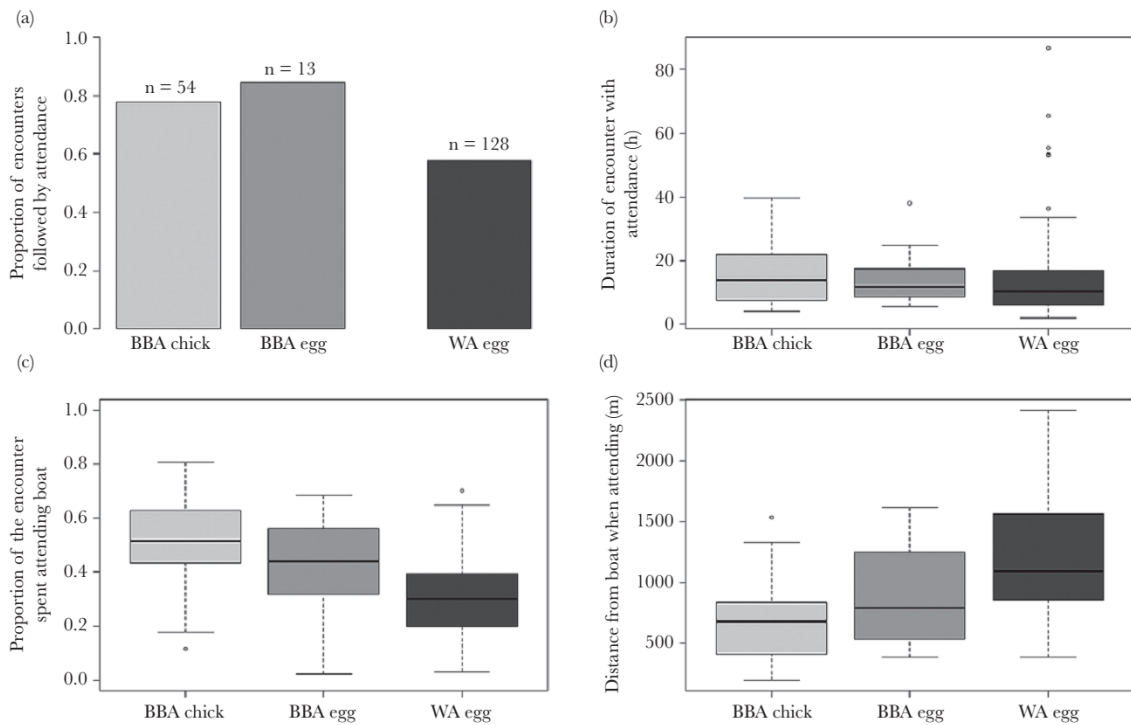 (a)
Proportion of encounters
followed by attendance
1.0
0.8
0.6
0.4
0.2
0.0
n = 54
n = 13
n = 128
BBA chick
BBA egg
WA egg
(b)
Duration of encounter with
attendance (h)
80
60
40
20
0
BBA chick
BBA egg
WA egg
(c)
Proportion of the encounter
spent attending boat
1.0
0.8
0.6
0.4
0.2
0.0
BBA chick
BBA egg
WA egg
(d)
Distance from boat when attending (m)
2500
2000
1500
1000
500
BBA chick
BBA egg
WA egg